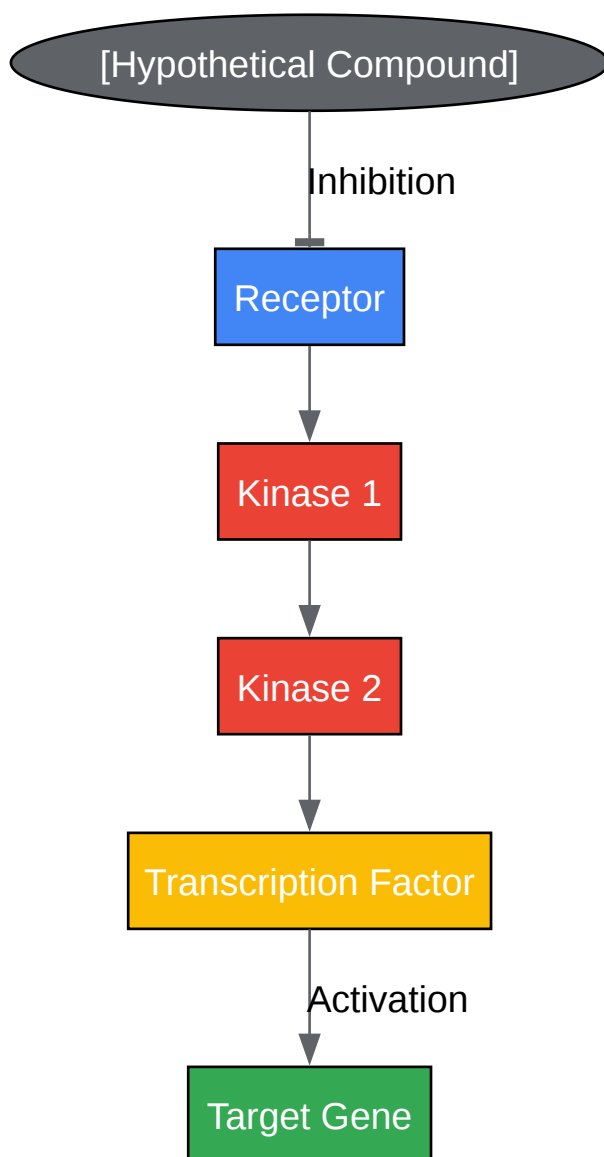 [Hypothetical Compound]
Inhibition
Receptor
Kinase 1
Kinase 2
Transcription Factor
Activation
Target Gene